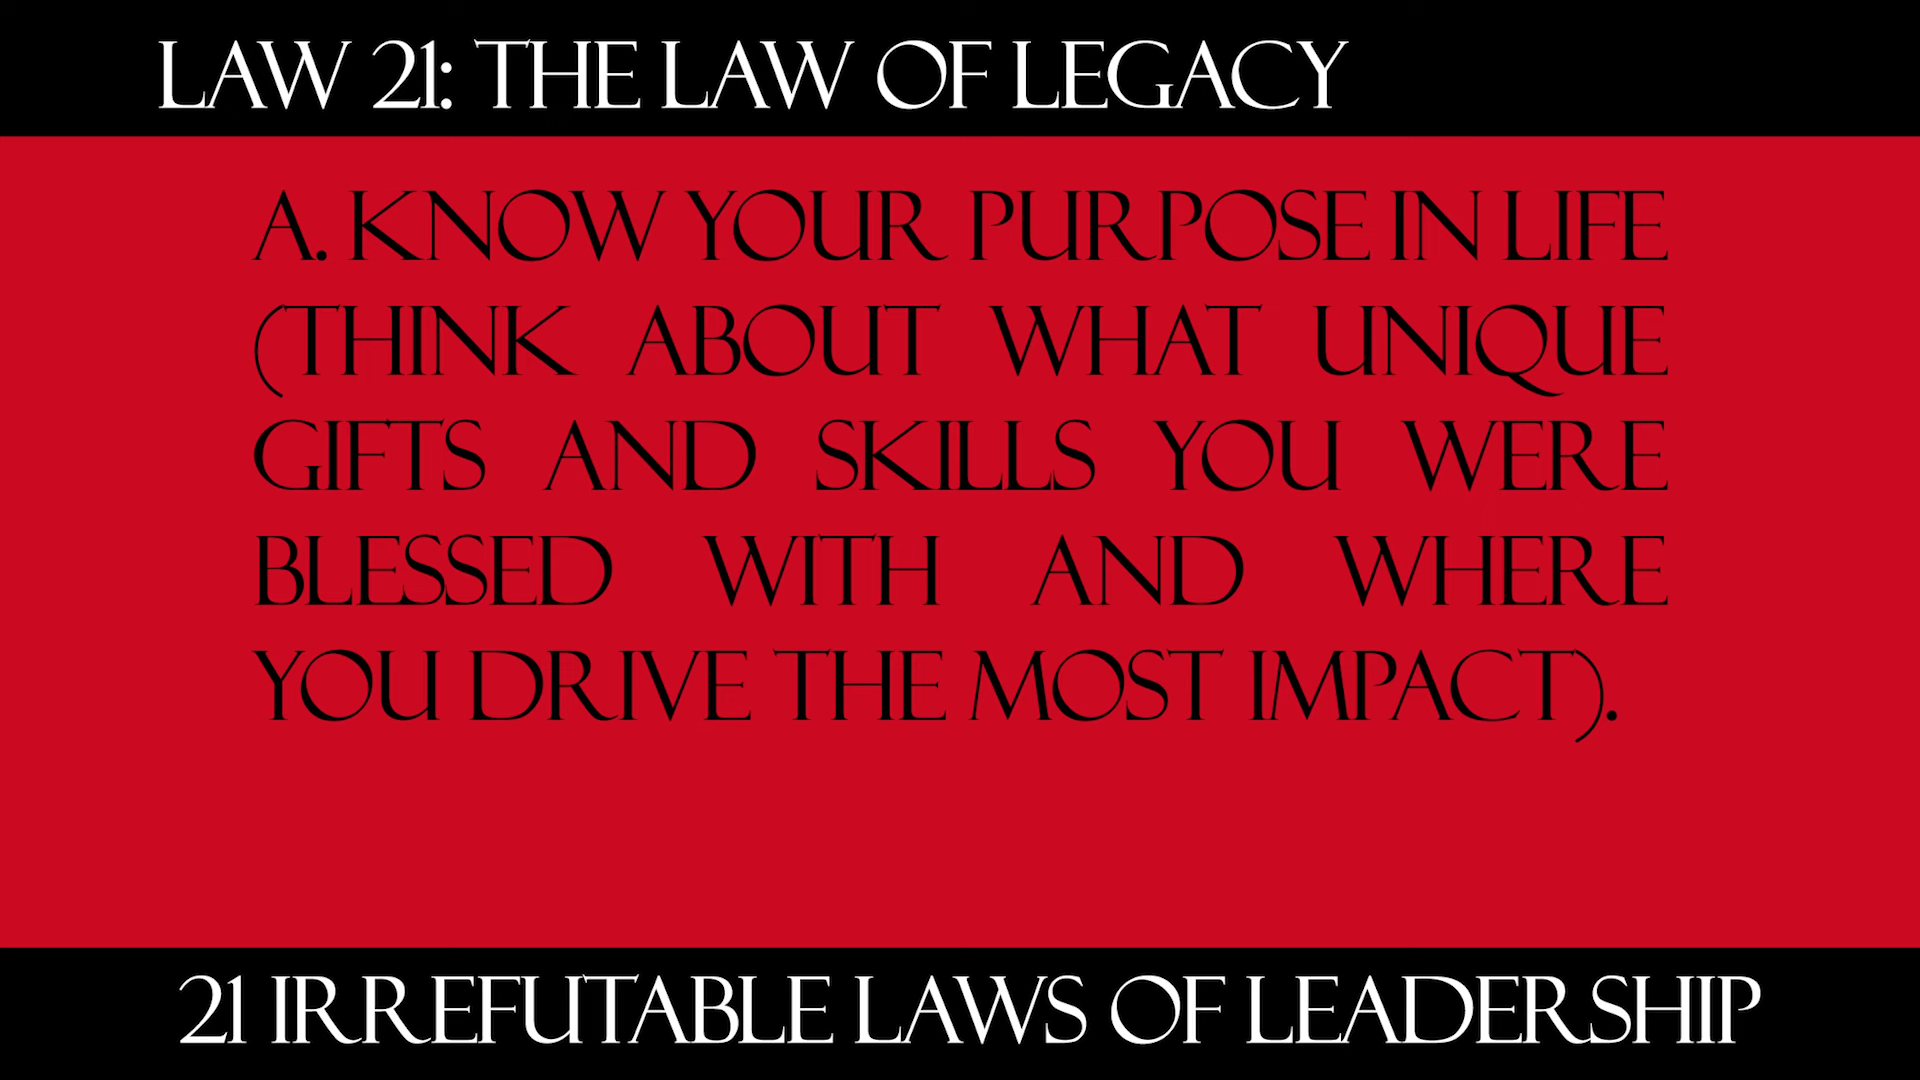 LAW 21: THE LAW OF LEGACY
A. KNOW YOUR PURPOSE IN LIFE
(THINK ABOUT WHAT UNIQUE
GIFTS AND SKILLS YOU WERE
BLESSED WITH AND WHERE
YOU DRIVE THE MOST IMPACT).
21 IRREFUTABLE LAWS OF LEADERSHIP